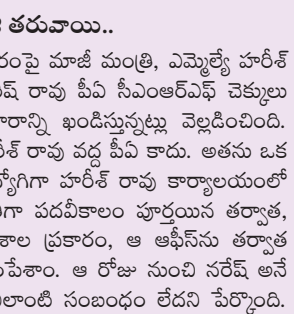 తరువాయి..
మాజీ మంత్రి, ఎమ్మెల్యే హరీశ్
రావు పీఏ సీఎంఆర్ఎఫ్ చెక్కులు
ఖండిస్తున్నట్లు వెల్లడించింది.
రావు వద్ద పీఏ కాదు. అతను ఒక
హరీశ్ రావు కార్యాలయంలో
పదవీకాలం పూర్తయిన తర్వాత,
ప్రకారం, ఆ ఆఫీస్‌ను తర్వాత
ఆ రోజు నుంచి నరేష్ అనే
సంబంధం లేదని పేర్కొంది.